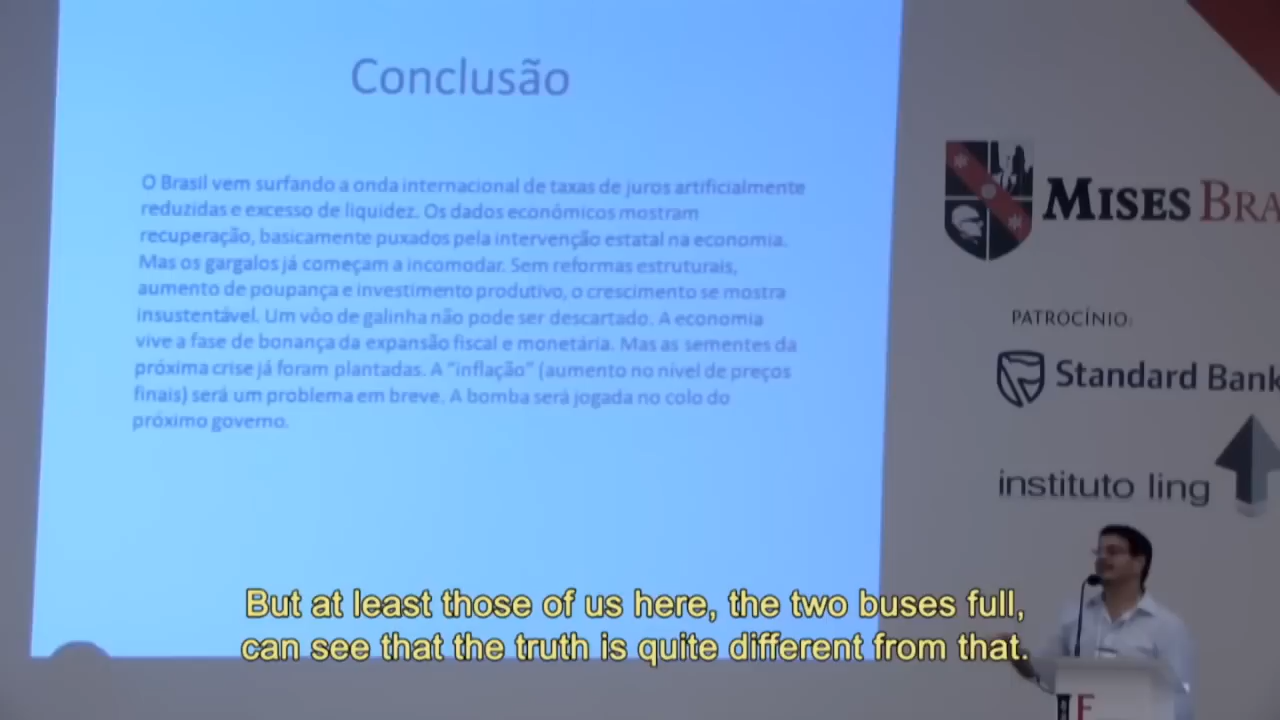 Conclusão
O Brasil vem surfando a onda internacional de taxas de juros artificialmente
reduzidas e excesso de liquidez. Os dados econômicos mostram
recuperação, basicamente puxados pela intervenção estatal na economia.
Mas os gargalos já começam a incomodar. Sem reformas estruturais,
aumento de poupança e investimento produtivo, o crescimento se mostra
insustentável. Um vôo de galinha não pode ser descartado. A economia
vive a fase de bonança da expansão fiscal e monetária. Mas as sementes da
próxima crise já foram plantadas. A "inflação" (aumento no nível de preços
finais) será um problema em breve. A bomba será jogada no colo do
próximo governo.
MISES BRA
PATROCÍNIO:
Standard Bank
instituto ling
But at least those of us here, the two buses full,
can see that the truth is quite different from that.